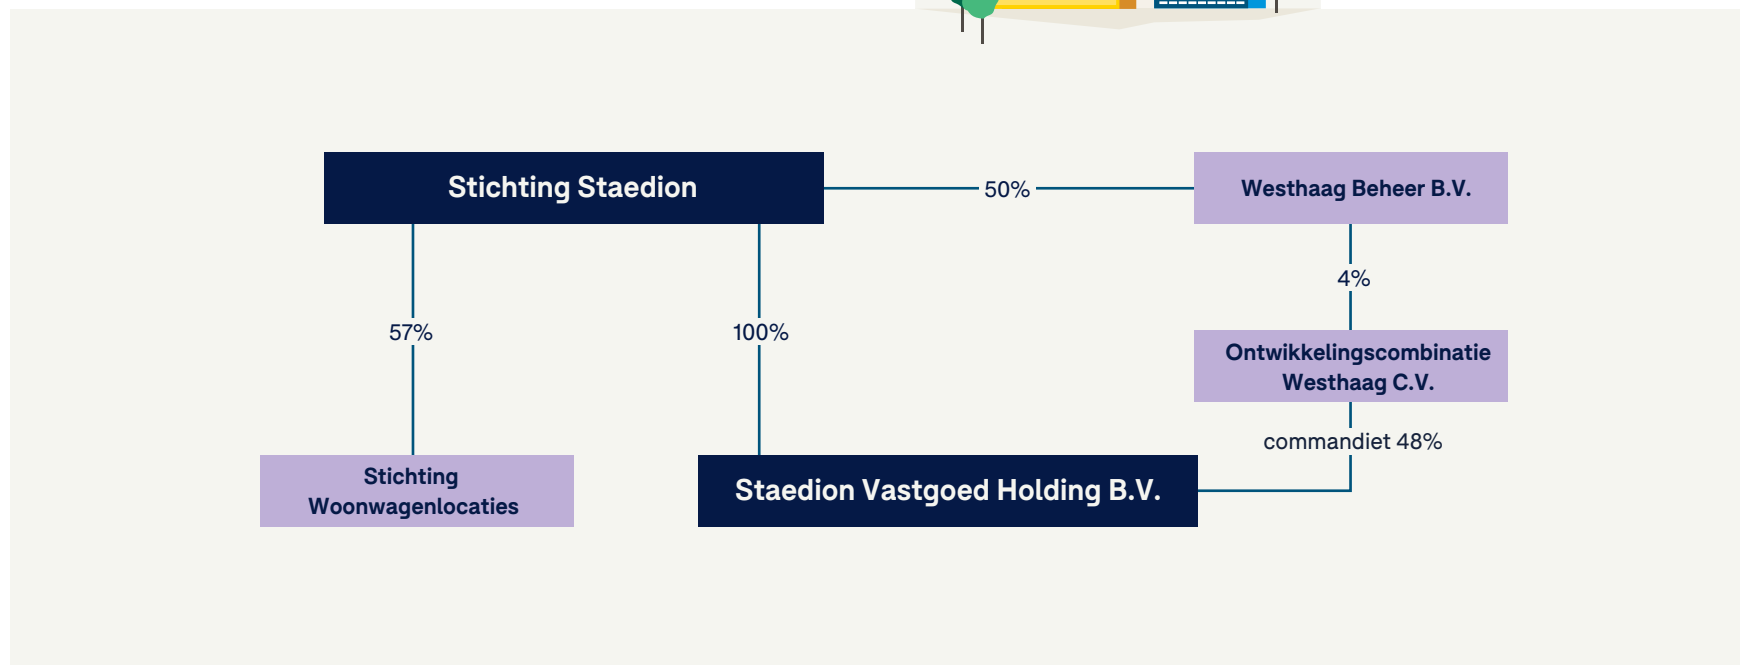 Stichting Staedion
50%
Westhaag Beheer B.V.
4%
57%
100%
Ontwikkelingscombinatie
Westhaag C.V.
commandiet 48%
Stichting
Woonwagenlocaties
Staedion Vastgoed Holding B.V.